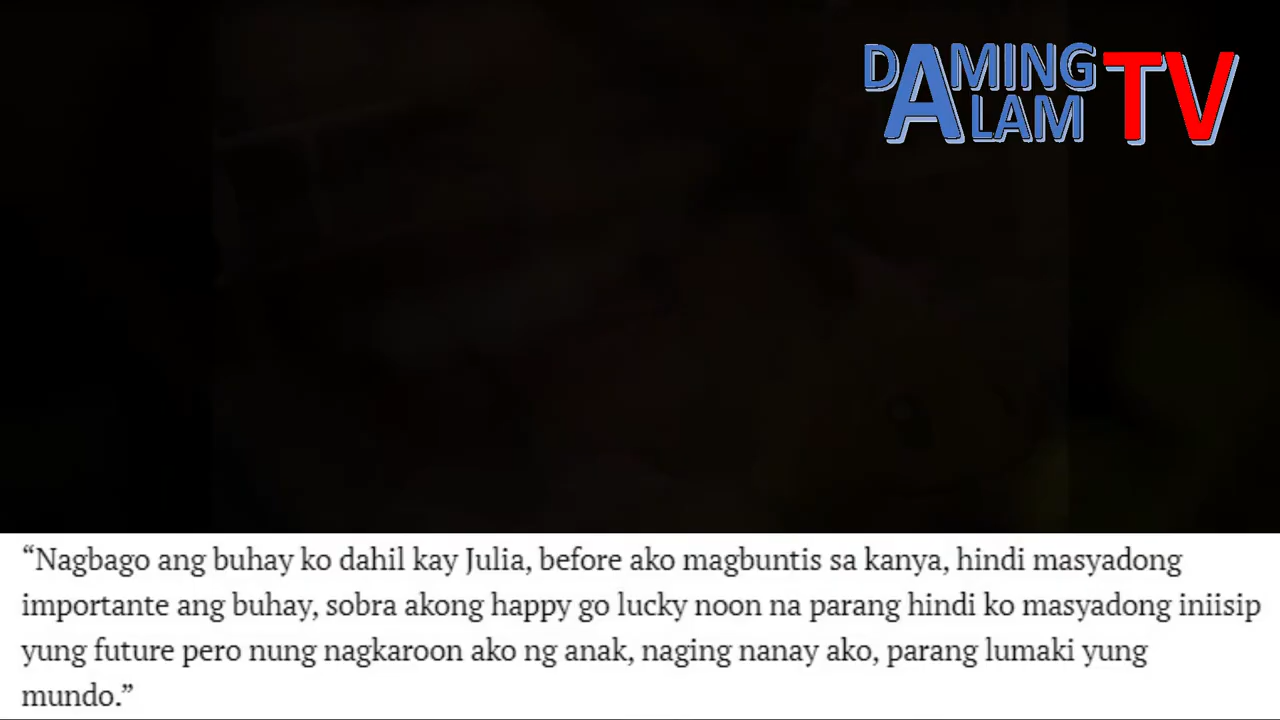 DAMING
ALAM TV
“Nagbago ang buhay ko dahil kay Julia, before ako magbuntis sa kanya, hindi masyadong
importante ang buhay, sobra akong happy go lucky noon na parang hindi ko masyadong iniisip
yung future pero nung nagkaroon ako ng anak, naging nanay ako, parang lumaki yung
mundo.”